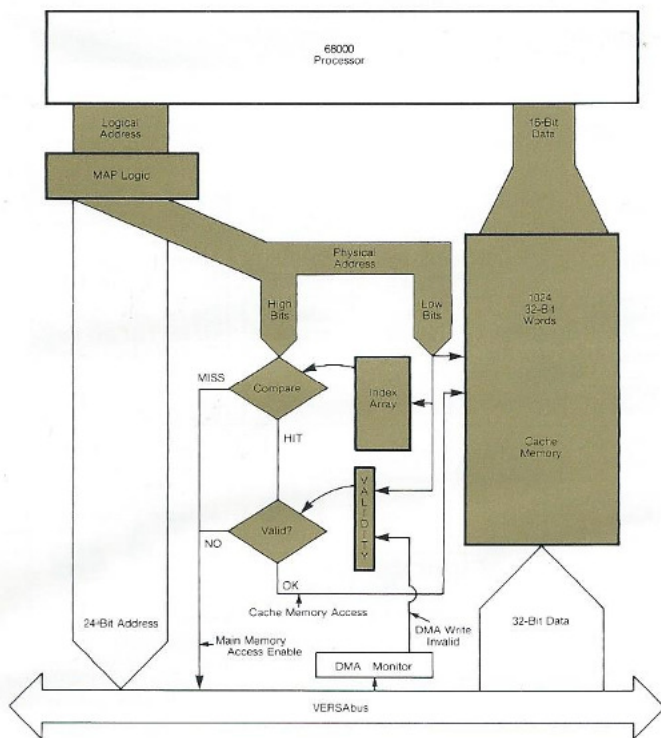 68000
Processor
Logical
Address
16-Bit
Data
MAP Logic
Physical
Address
High
Bits
Low
Bits
1024
32-Bit
Words
MISS
Compare
Index
Array
HIT
Cache
Memory
Valid?
VALIDITY
NO
OK
Cache Memory Access
24-Bit Address
Main Memory
Access Enable
DMA Write
Invalid
32-Bit Data
DMA Monitor
VERSAbus